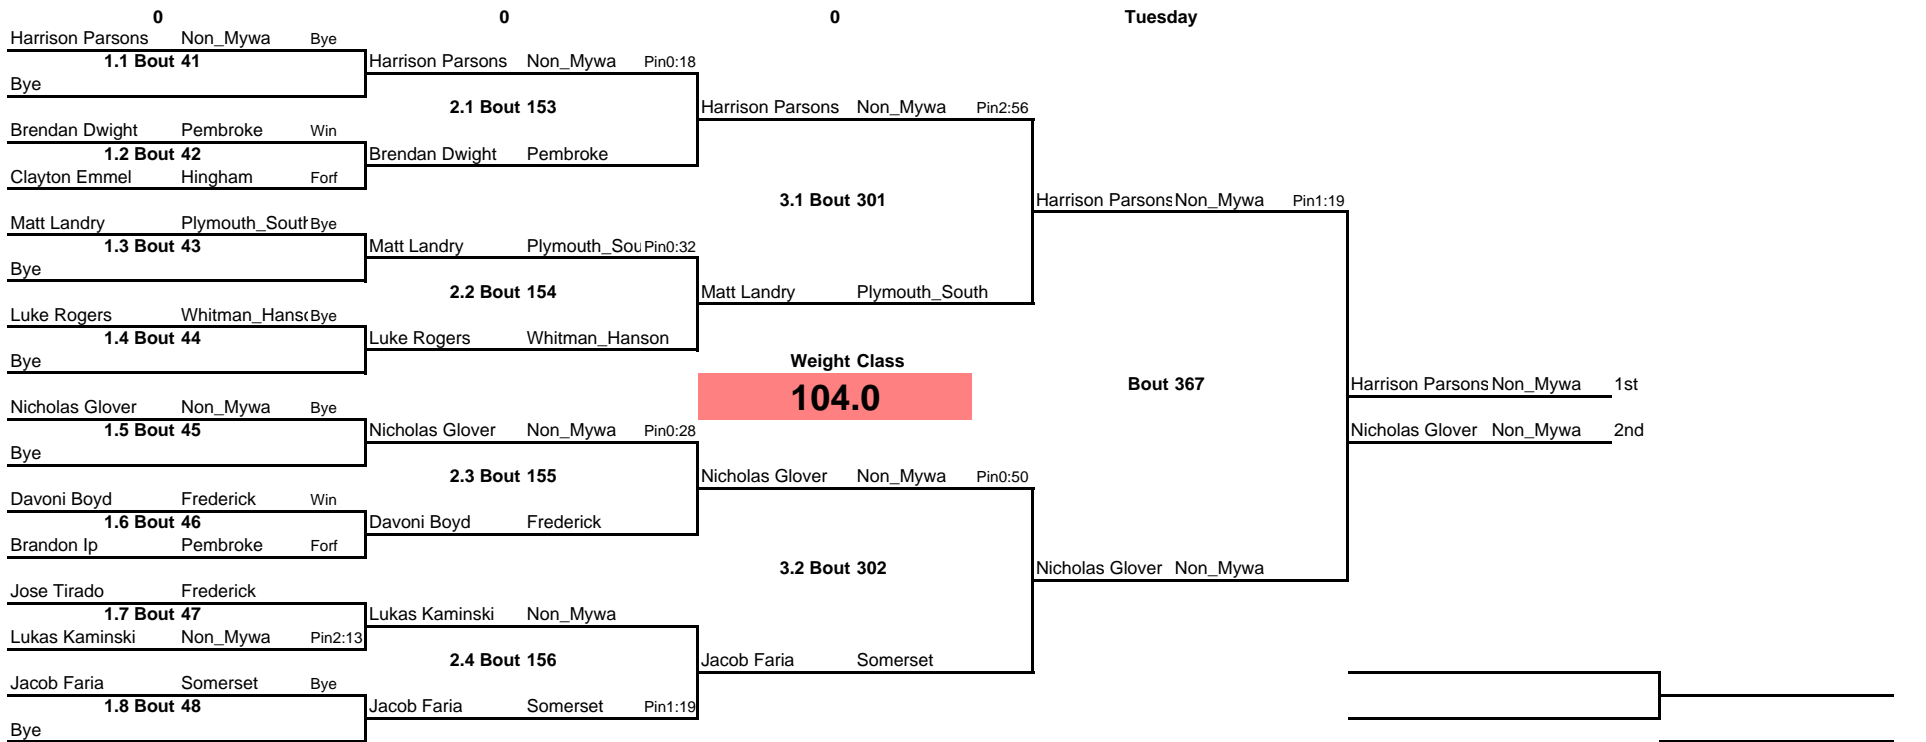 0 0 0 Tuesday
Harrison Parsons Non_Mywa Bye
1.1 Bout 41 Harrison Parsons Non_Mywa Pin0:18
Bye
2.1 Bout 153 Harrison Parsons Non_Mywa Pin2:56
Brendan Dwight Pembroke Win
1.2 Bout 42 Brendan Dwight Pembroke
Clayton Emmel Hingham Forf
3.1 Bout 301 Harrison Parsons Non_Mywa Pin1:19
Matt Landry Plymouth_South Bye
1.3 Bout 43 Matt Landry Plymouth_Sou Pin0:32
Bye
2.2 Bout 154 Matt Landry Plymouth_South
Luke Rogers Whitman_Hans Bye
1.4 Bout 44 Luke Rogers Whitman_Hanson
Bye Weight Class
104.0 Bout 367 Harrison Parsons Non_Mywa 1st
Nicholas Glover Non_Mywa Bye
1.5 Bout 45 Nicholas Glover Non_Mywa Pin0:28 Nicholas Glover Non_Mywa 2nd
Bye
2.3 Bout 155 Nicholas Glover Non_Mywa Pin0:50
Davoni Boyd Frederick Win
1.6 Bout 46 Davoni Boyd Frederick
Brandon Ip Pembroke Forf
3.2 Bout 302 Nicholas Glover Non_Mywa
Jose Tirado Frederick
1.7 Bout 47 Lukas Kaminski Non_Mywa
Lukas Kaminski Non_Mywa Pin2:13
2.4 Bout 156 Jacob Faria Somerset
Jacob Faria Somerset Bye
1.8 Bout 48 Jacob Faria Somerset Pin1:19
Bye